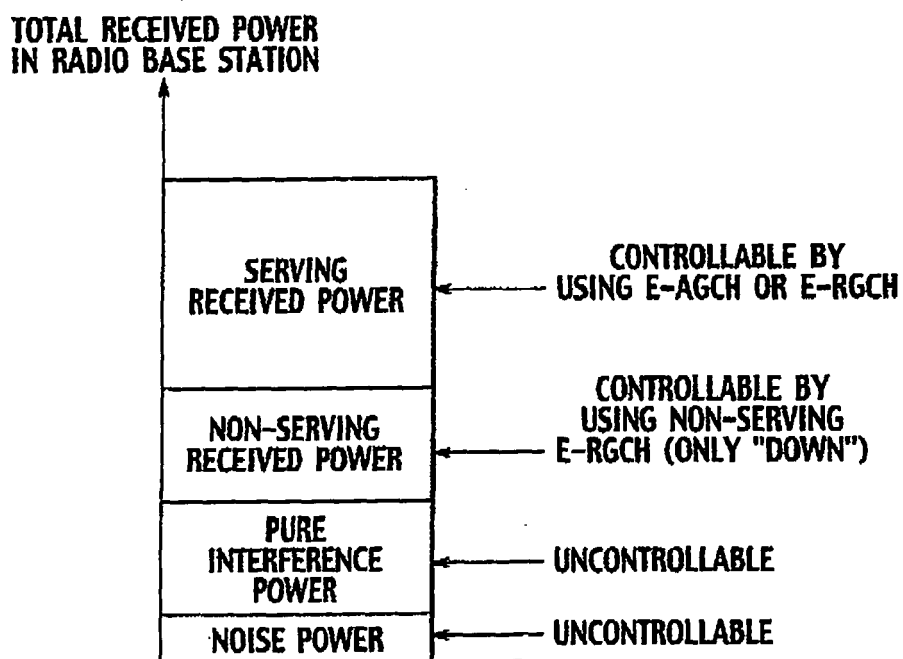 TOTAL RECEIVED POWER
IN RADIO BASE STATION
SERVING
RECEIVED POWER
CONTROLLABLE BY
USING E-AGCH OR E-RGCH
NON-SERVING
RECEIVED POWER
CONTROLLABLE BY
USING NON-SERVING
E-RGCH (ONLY "DOWN")
PURE
INTERFERENCE
POWER
UNCONTROLLABLE
NOISE POWER
UNCONTROLLABLE